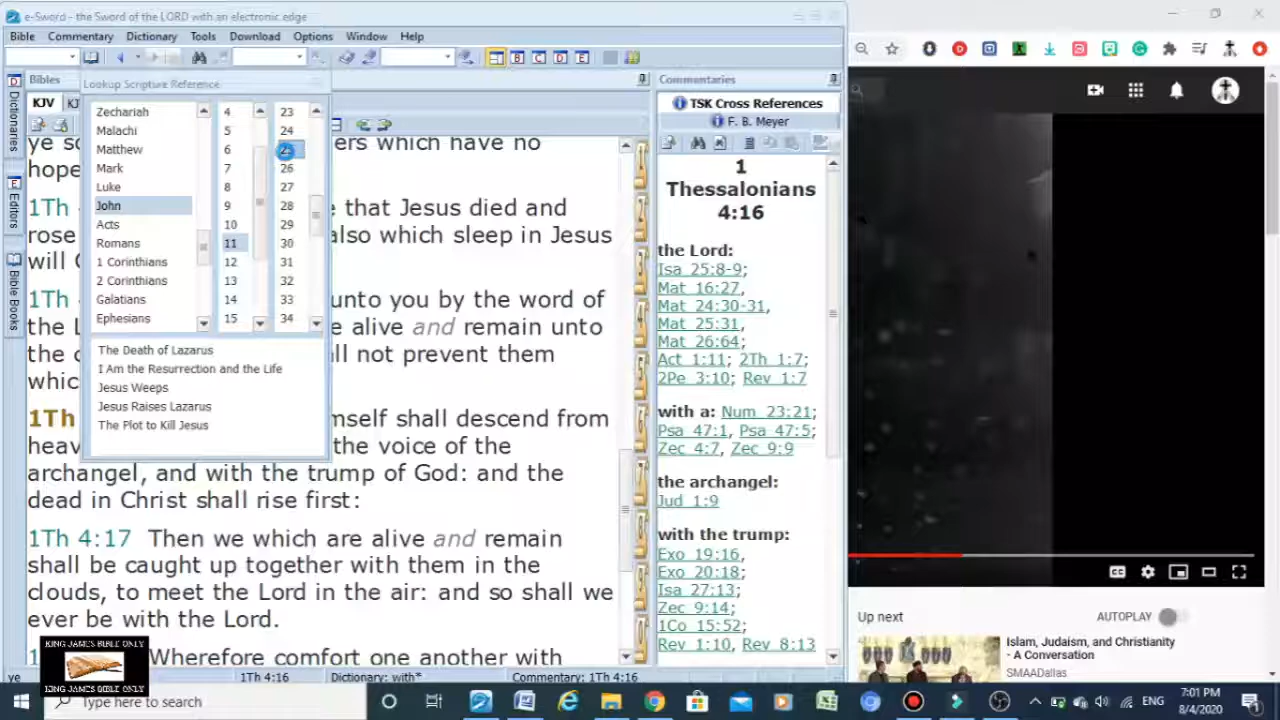 e-Sword - the Sword of the LORD with an electronic edge
Bible Commentary Dictionary Tools Download Options Window Help
Bibles
Lookup Scripture Reference
KJV
Dictionaries
Editors
Bible Books
Zechariah 4 23
Malachi 5 24
Matthew 6
Mark 7 26
Luke 8 27
John 9 28
Acts 10 29
Romans 11 30
1 Corinthians 12 31
2 Corinthians 13 32
Galatians 14 33
Ephesians 15 34
The Death of Lazarus
I Am the Resurrection and the Life
Jesus Weeps
Jesus Raises Lazarus
The Plot to Kill Jesus
ers which have no
hope
1Th e that Jesus died and
rose also which sleep in Jesus
will
1Th unto you by the word of
the e alive and remain unto
the ll not prevent them
whic
1Th mself shall descend from
heav the voice of the
archangel, and with the trump of God: and the
dead in Christ shall rise first:
1Th 4:17 Then we which are alive and remain
shall be caught up together with them in the
clouds, to meet the Lord in the air: and so shall we
ever be with the Lord.
Wherefore comfort one another with
Commentaries
TSK Cross References
F. B. Meyer
1
Thessalonians
4:16
the Lord:
Isa 25:8-9;
Mat 16:27,
Mat 24:30-31,
Mat 25:31,
Mat 26:64;
Act 1:11; 2Th 1:7;
2Pe 3:10; Rev 1:7
with a: Num 23:21;
Psa 47:1, Psa 47:5;
Zec 4:7, Zec 9:9
the archangel:
Jud 1:9
with the trump:
Exo 19:16,
Exo 20:18;
Isa 27:13;
Zec 9:14;
1Co 15:52;
Rev 1:10, Rev 8:13
ye
1Th 4:16
Dictionary: with*
Commentary: 1Th 4:16
KING JAMES BIBLE ONLY
KING JAMES BIBLE ONLY
Up next AUTOPLAY
Islam, Judaism, and Christianity
- A Conversation
SMAADallas
Type here to search
ENG
7:01 PM
8/4/2020